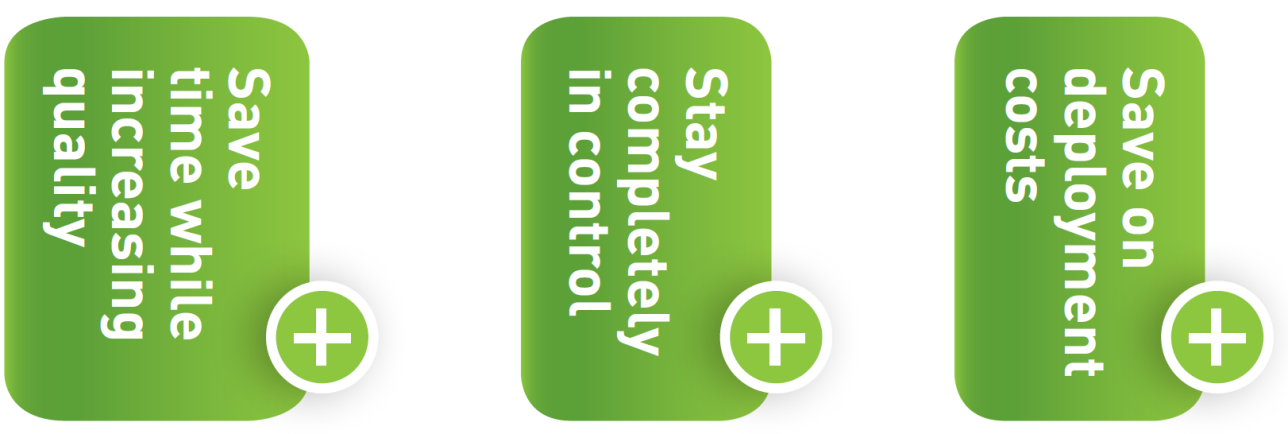 Save
time while
increasing
quality
Stay
completely
in control
Save on
deployment
costs